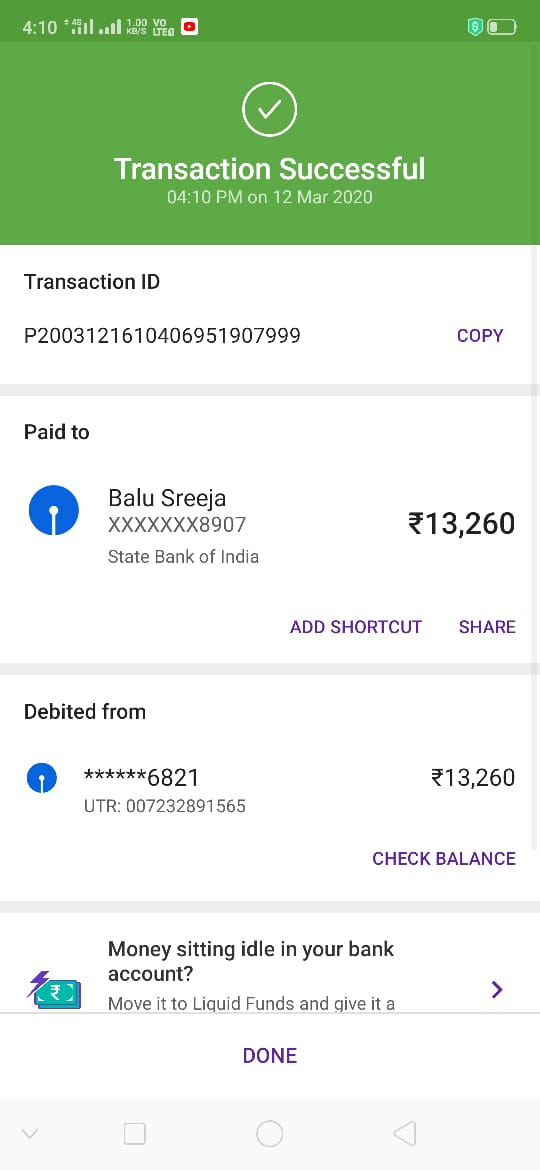 4:10 4G 1.00 KB/S VO LTE
Transaction Successful
04:10 PM on 12 Mar 2020
Transaction ID
P2003121610406951907999 COPY
Paid to
Balu Sreeja
XXXXXXX8907 ₹13,260
State Bank of India
ADD SHORTCUT SHARE
Debited from
******6821 ₹13,260
UTR: 007232891565
CHECK BALANCE
Money sitting idle in your bank
account?
Move it to Liquid Funds and give it a
DONE